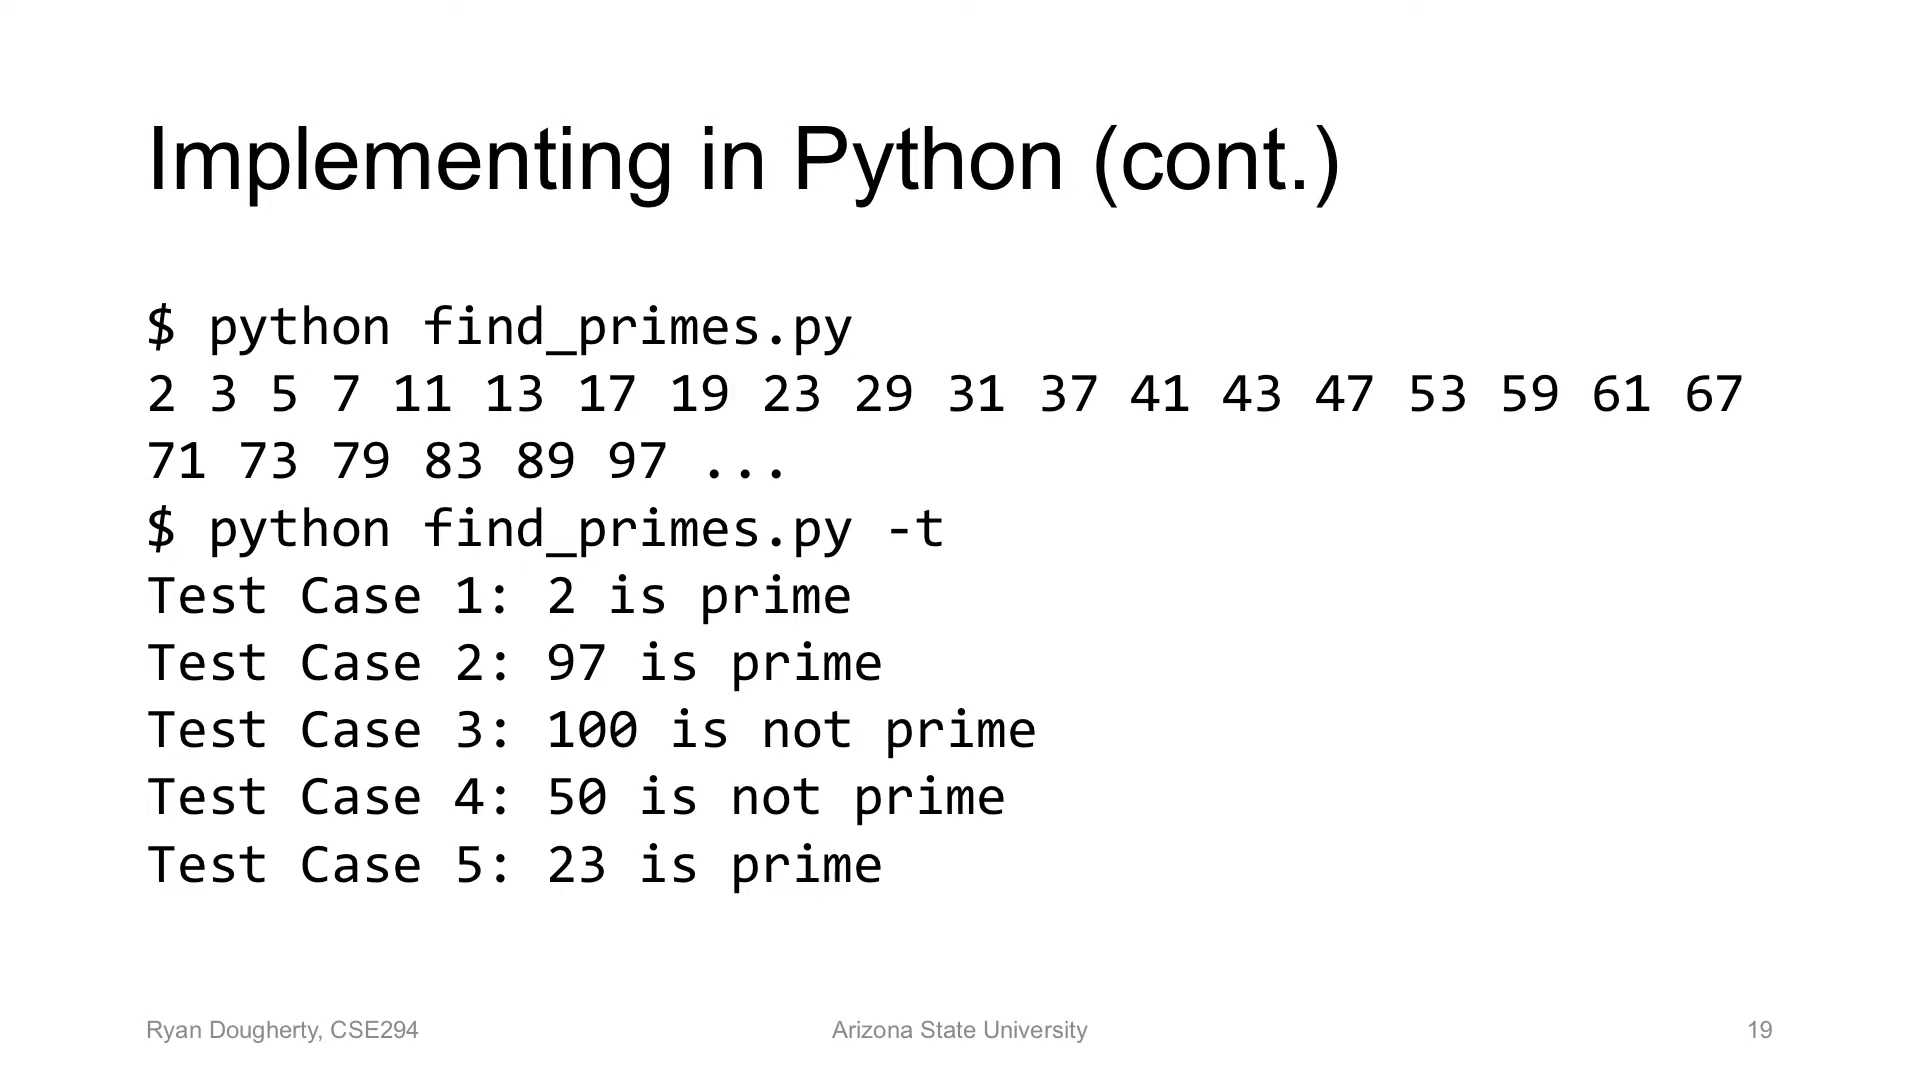 Implementing in Python (cont.)
$ python find_primes.py
2 3 5 7 11 13 17 19 23 29 31 37 41 43 47 53 59 61 67
71 73 79 83 89 97 ...
$ python find_primes.py -t
Test Case 1: 2 is prime
Test Case 2: 97 is prime
Test Case 3: 100 is not prime
Test Case 4: 50 is not prime
Test Case 5: 23 is prime
Ryan Dougherty, CSE294
Arizona State University
19